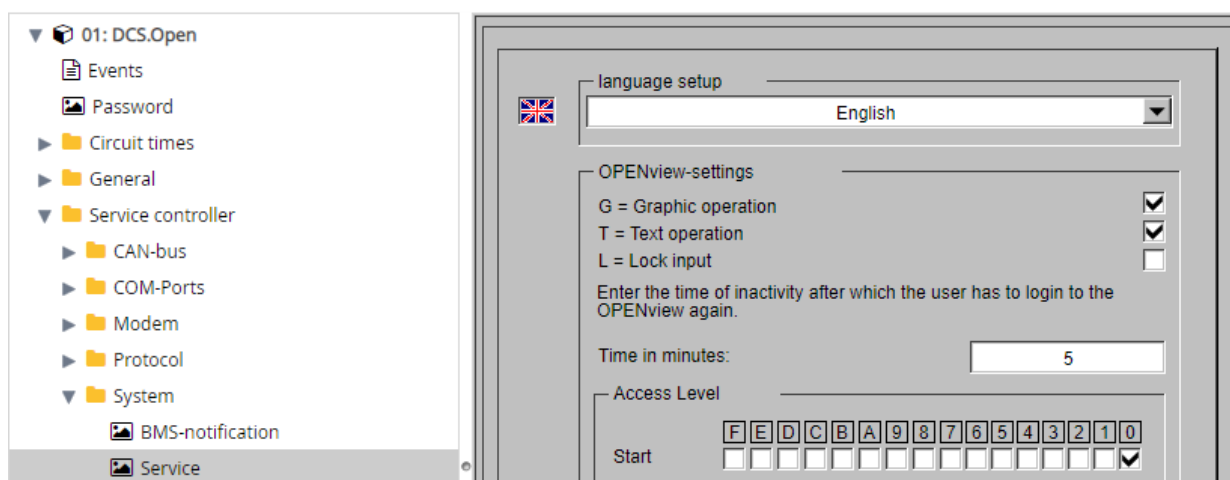 01: DCS.Open
Events
Password
Circuit times
General
Service controller
CAN-bus
COM-Ports
Modem
Protocol
System
BMS-notification
Service
language setup
English
OPENview-settings
G = Graphic operation
T = Text operation
L = Lock input
Enter the time of inactivity after which the user has to login to the
OPENview again.
Time in minutes:
5
Access Level
F E D C B A 9 8 7 6 5 4 3 2 1 0
Start